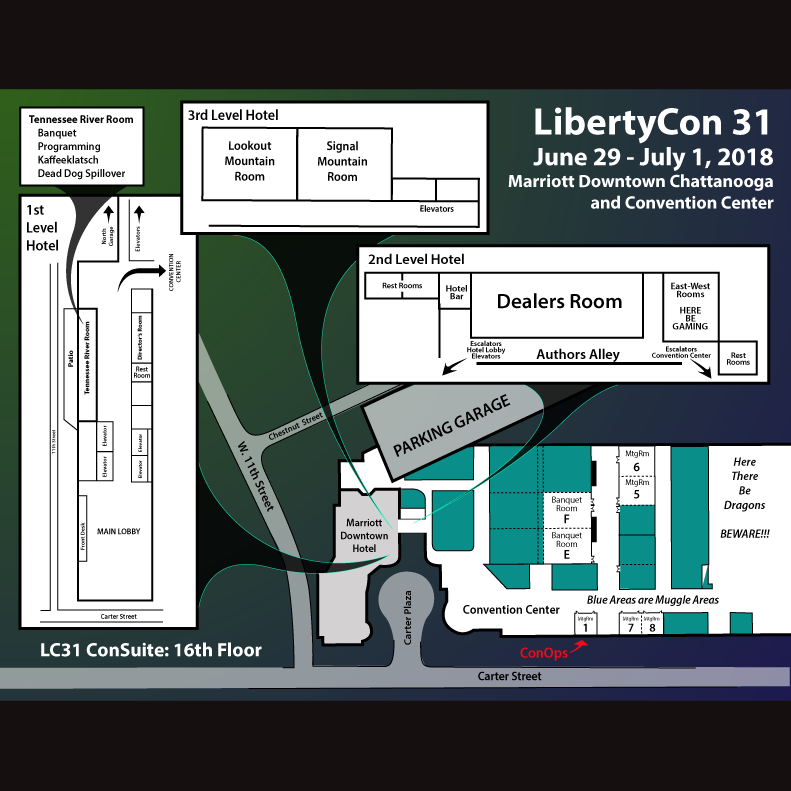 LibertyCon 31
June 29 - July 1, 2018
Marriott Downtown Chattanooga
and Convention Center
Tennessee River Room
Banquet
Programming
Kaffeeklatsch
Dead Dog Spillover
3rd Level Hotel
Lookout
Mountain
Room
Signal
Mountain
Room
Elevators
1st
Level
Hotel
North
Garage
Elevators
CONVENTION
CENTER
Patio
Tennessee River Room
Director's Room
Rest
Room
11th Street
Elevator
Elevator
Elevator
Elevator
Front Desk
MAIN LOBBY
Carter Street
2nd Level Hotel
Rest Rooms
Hotel
Bar
Dealers Room
East-West
Rooms
HERE
BE
GAMING
Escalators
Hotel Lobby
Elevators
Authors Alley
Escalators
Convention Center
Rest
Rooms
Chestnut Street
W. 11th Street
PARKING GARAGE
Marriott
Downtown
Hotel
Carter Plaza
MtgRm
6
MtgRm
5
Banquet
Room
F
Banquet
Room
E
Here
There
Be
Dragons
BEWARE!!!
Blue Areas are Muggle Areas
Convention Center
MtgRm
1
MtgRm
7
MtgRm
8
ConOps
LC31 ConSuite: 16th Floor
Carter Street